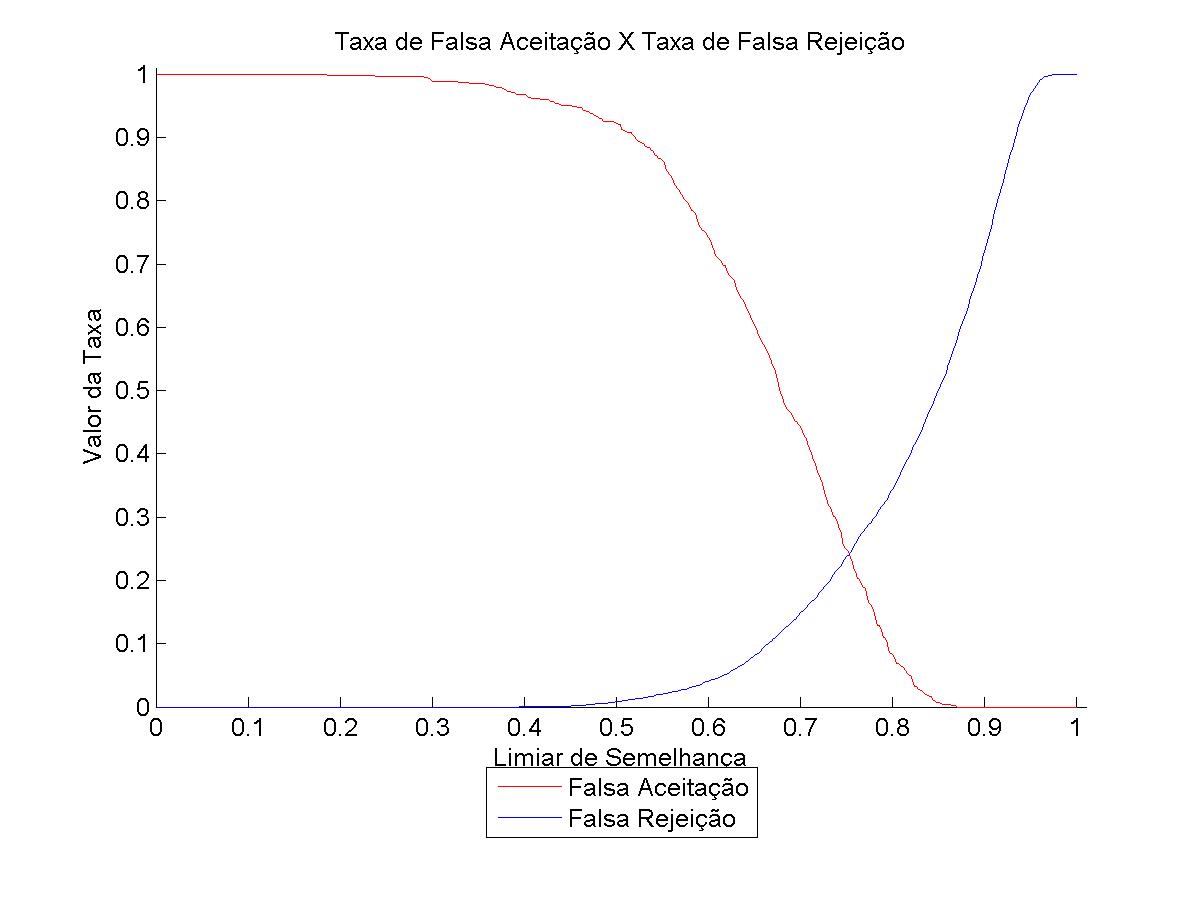 Taxa de Falsa Aceitação X Taxa de Falsa Rejeição
1
0.9
0.8
0.7
0.6
0.5
0.4
0.3
0.2
0.1
0
Valor da Taxa
0 0.1 0.2 0.3 0.4 0.5 0.6 0.7 0.8 0.9 1
Limiar de Semelhança
Falsa Aceitação
Falsa Rejeição